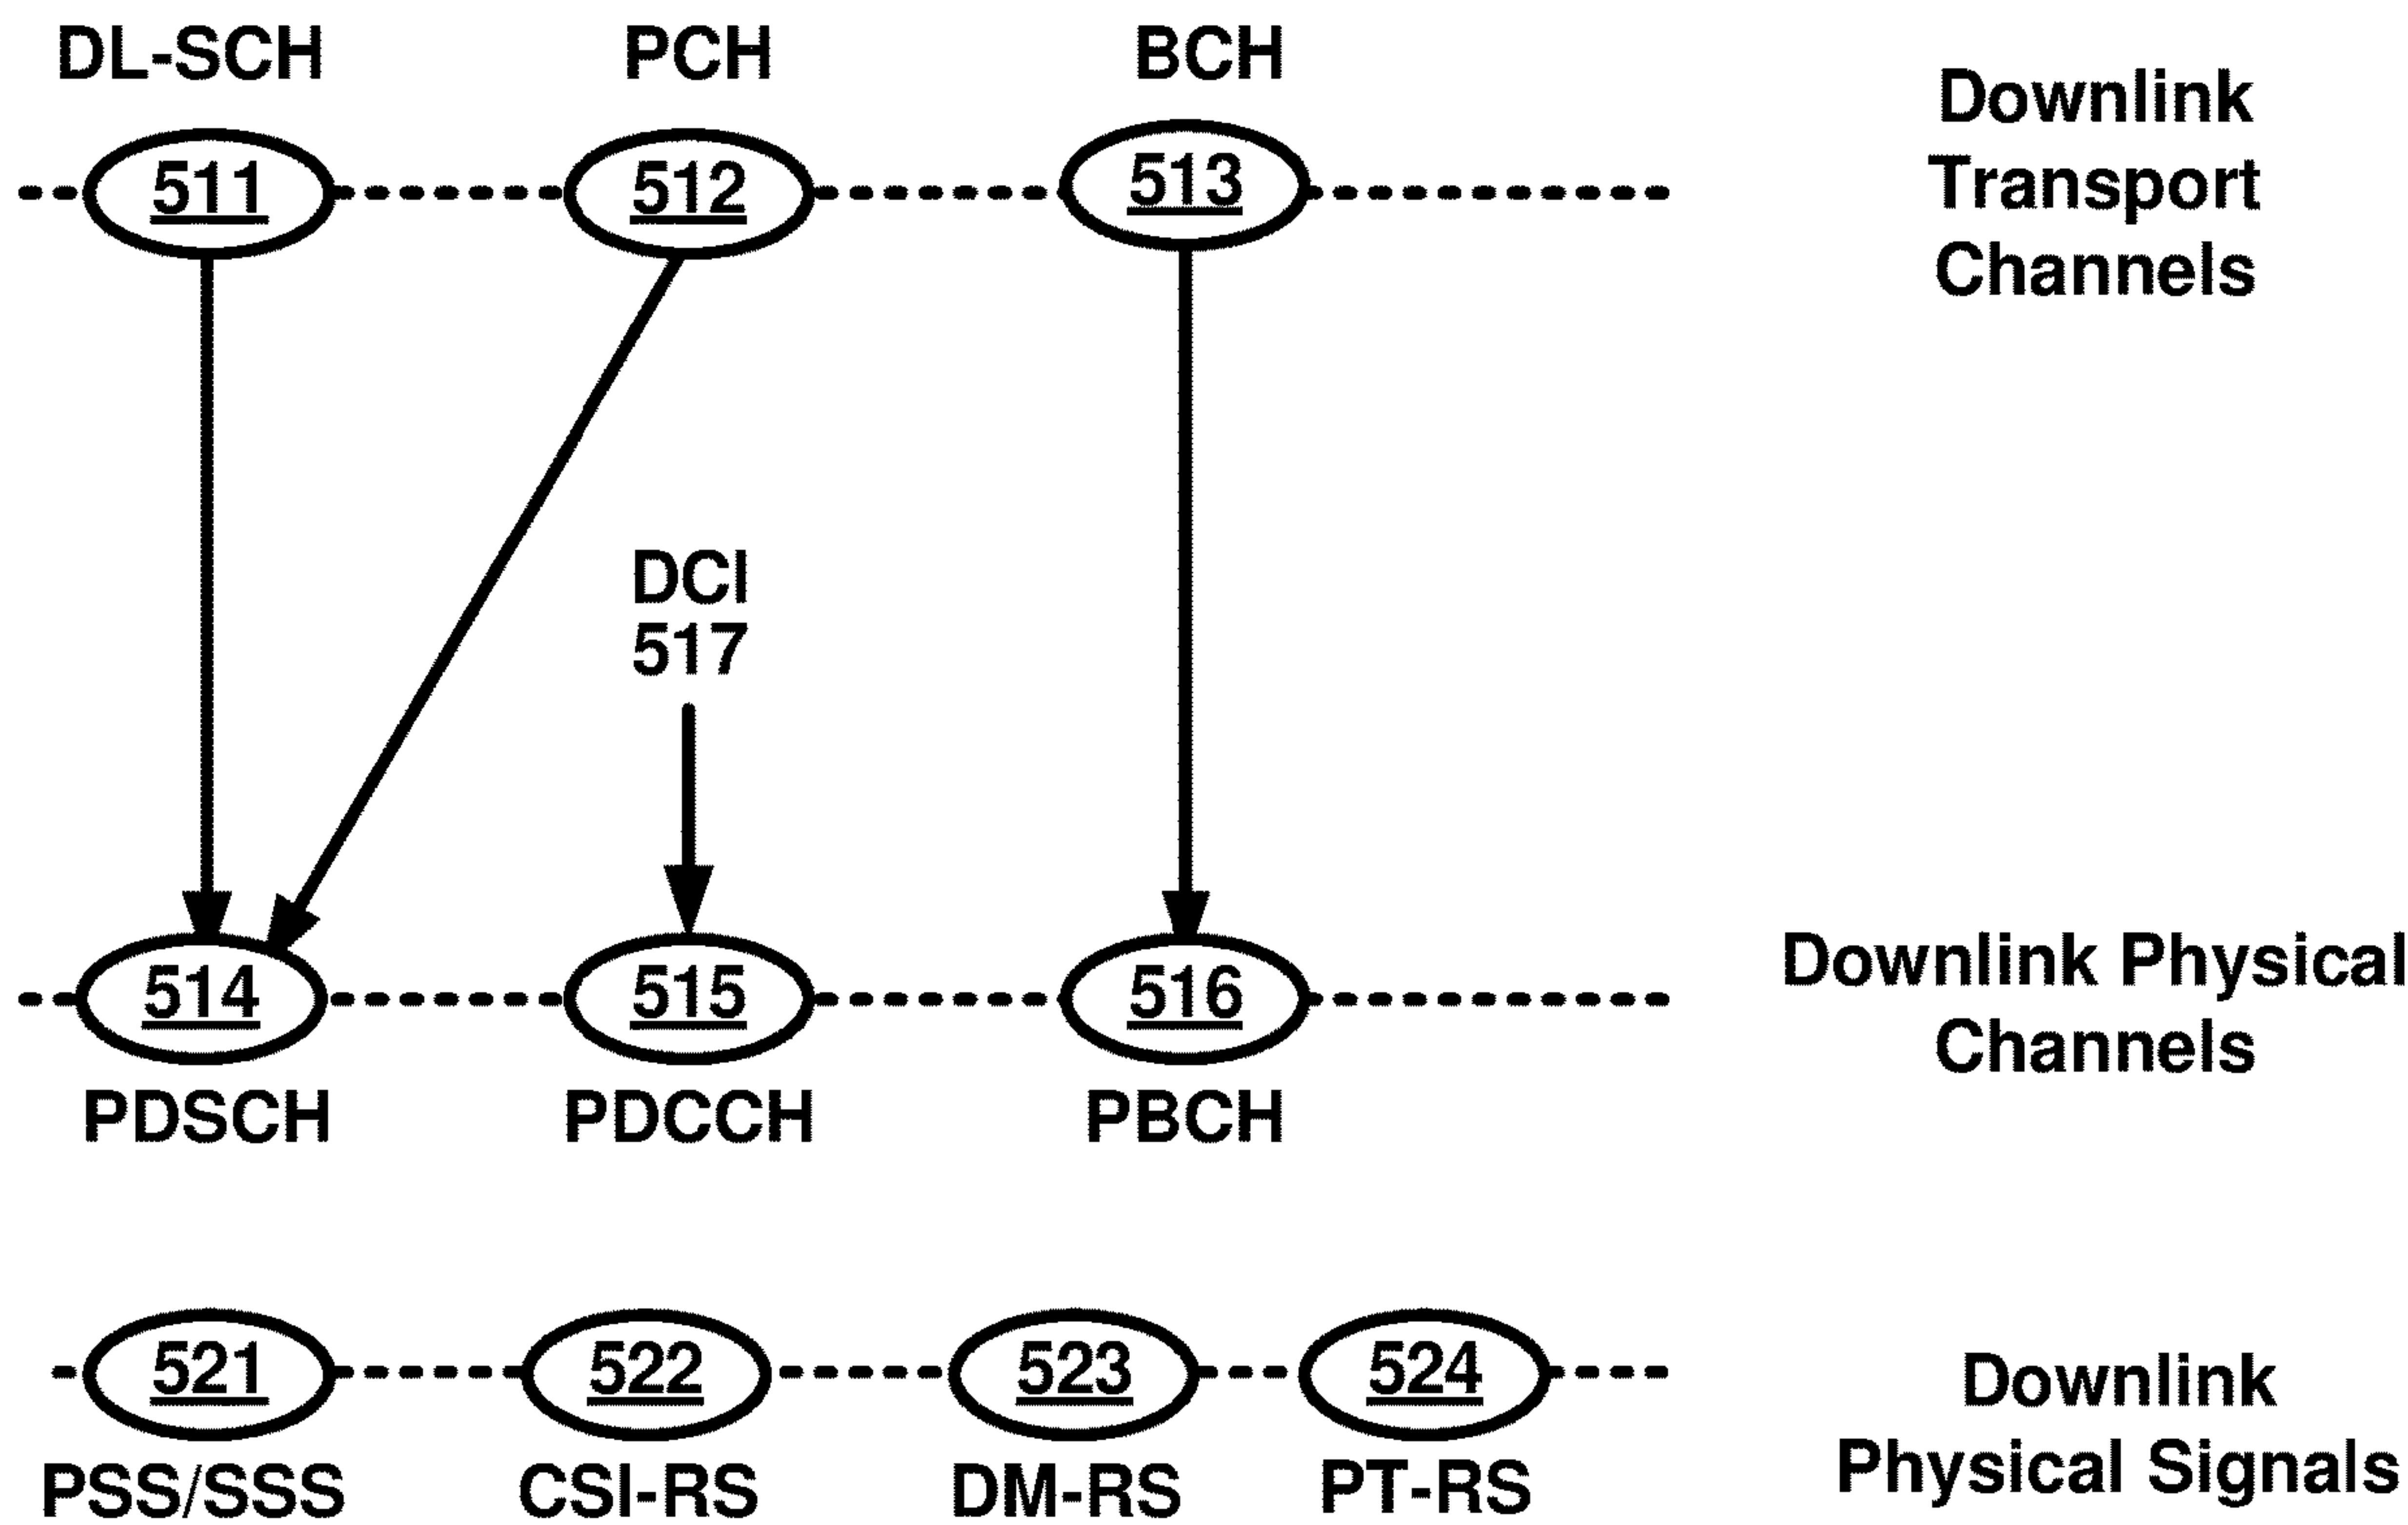 DL-SCH
PCH
BCH
511
512
513
Downlink
Transport
Channels
DCI
517
514
515
516
Downlink Physical
Channels
PDSCH
PDCCH
PBCH
521
522
523
524
Downlink
Physical Signals
PSS/SSS
CSI-RS
DM-RS
PT-RS